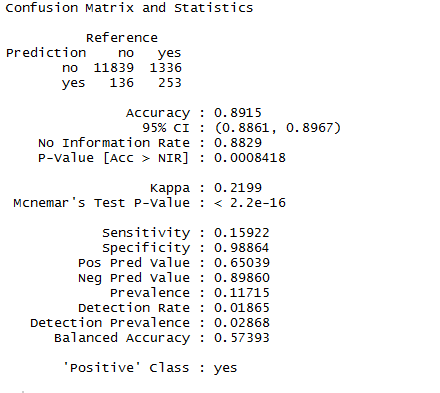 Confusion Matrix and Statistics
Reference
Prediction no yes
no 11839 1336
yes 136 253
Accuracy : 0.8915
95% CI : (0.8861, 0.8967)
No Information Rate : 0.8829
P-Value [Acc > NIR] : 0.0008418
Kappa : 0.2199
Mcnemar's Test P-Value : < 2.2e-16
Sensitivity : 0.15922
Specificity : 0.98864
Pos Pred Value : 0.65039
Neg Pred Value : 0.89860
Prevalence : 0.11715
Detection Rate : 0.01865
Detection Prevalence : 0.02868
Balanced Accuracy : 0.57393
'Positive' Class : yes